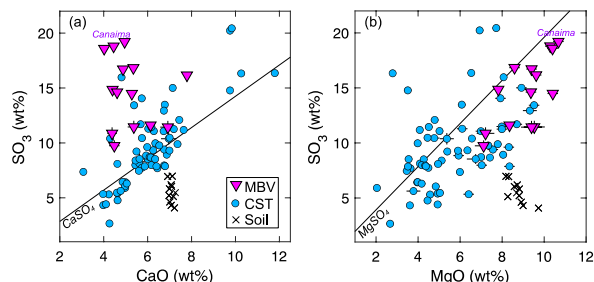 (a)
Canaima
SO3 (wt%)
20
15
10
5
CaSO4
MBV
CST
Soil
2 4 6 8 10 12
CaO (wt%)
(b)
Canaima
SO3 (wt%)
20
15
10
5
MgSO4
2 4 6 8 10 12
MgO (wt%)